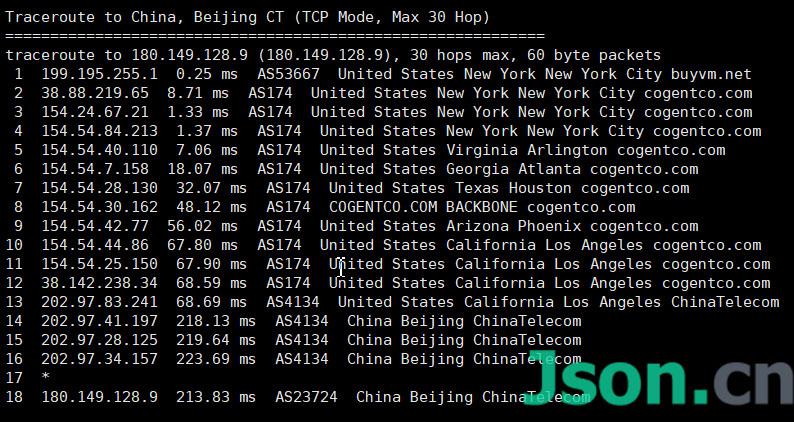 Traceroute to China, Beijing CT (TCP Mode, Max 30 Hop)
============================================================
traceroute to 180.149.128.9 (180.149.128.9), 30 hops max, 60 byte packets
1 199.195.255.1 0.25 ms AS53667 United States New York New York City buyvm.net
2 38.88.219.65 8.71 ms AS174 United States New York New York City cogentco.com
3 154.24.67.21 1.33 ms AS174 United States New York New York City cogentco.com
4 154.54.84.213 1.37 ms AS174 United States New York New York City cogentco.com
5 154.54.40.110 7.06 ms AS174 United States Virginia Arlington cogentco.com
6 154.54.7.158 18.07 ms AS174 United States Georgia Atlanta cogentco.com
7 154.54.28.130 32.07 ms AS174 United States Texas Houston cogentco.com
8 154.54.30.162 48.12 ms AS174 COGENTCO.COM BACKBONE cogentco.com
9 154.54.42.77 56.02 ms AS174 United States Arizona Phoenix cogentco.com
10 154.54.44.86 67.80 ms AS174 United States California Los Angeles cogentco.com
11 154.54.25.150 67.90 ms AS174 United States California Los Angeles cogentco.com
12 38.142.238.34 68.59 ms AS174 United States California Los Angeles cogentco.com
13 202.97.83.241 68.69 ms AS4134 United States California Los Angeles ChinaTelecom
14 202.97.41.197 218.13 ms AS4134 China Beijing ChinaTelecom
15 202.97.28.125 219.64 ms AS4134 China Beijing ChinaTelecom
16 202.97.34.157 223.69 ms AS4134 China Beijing ChinaTelecom
17 *
18 180.149.128.9 213.83 ms AS23724 China Beijing ChinaTelecom
Json.cn